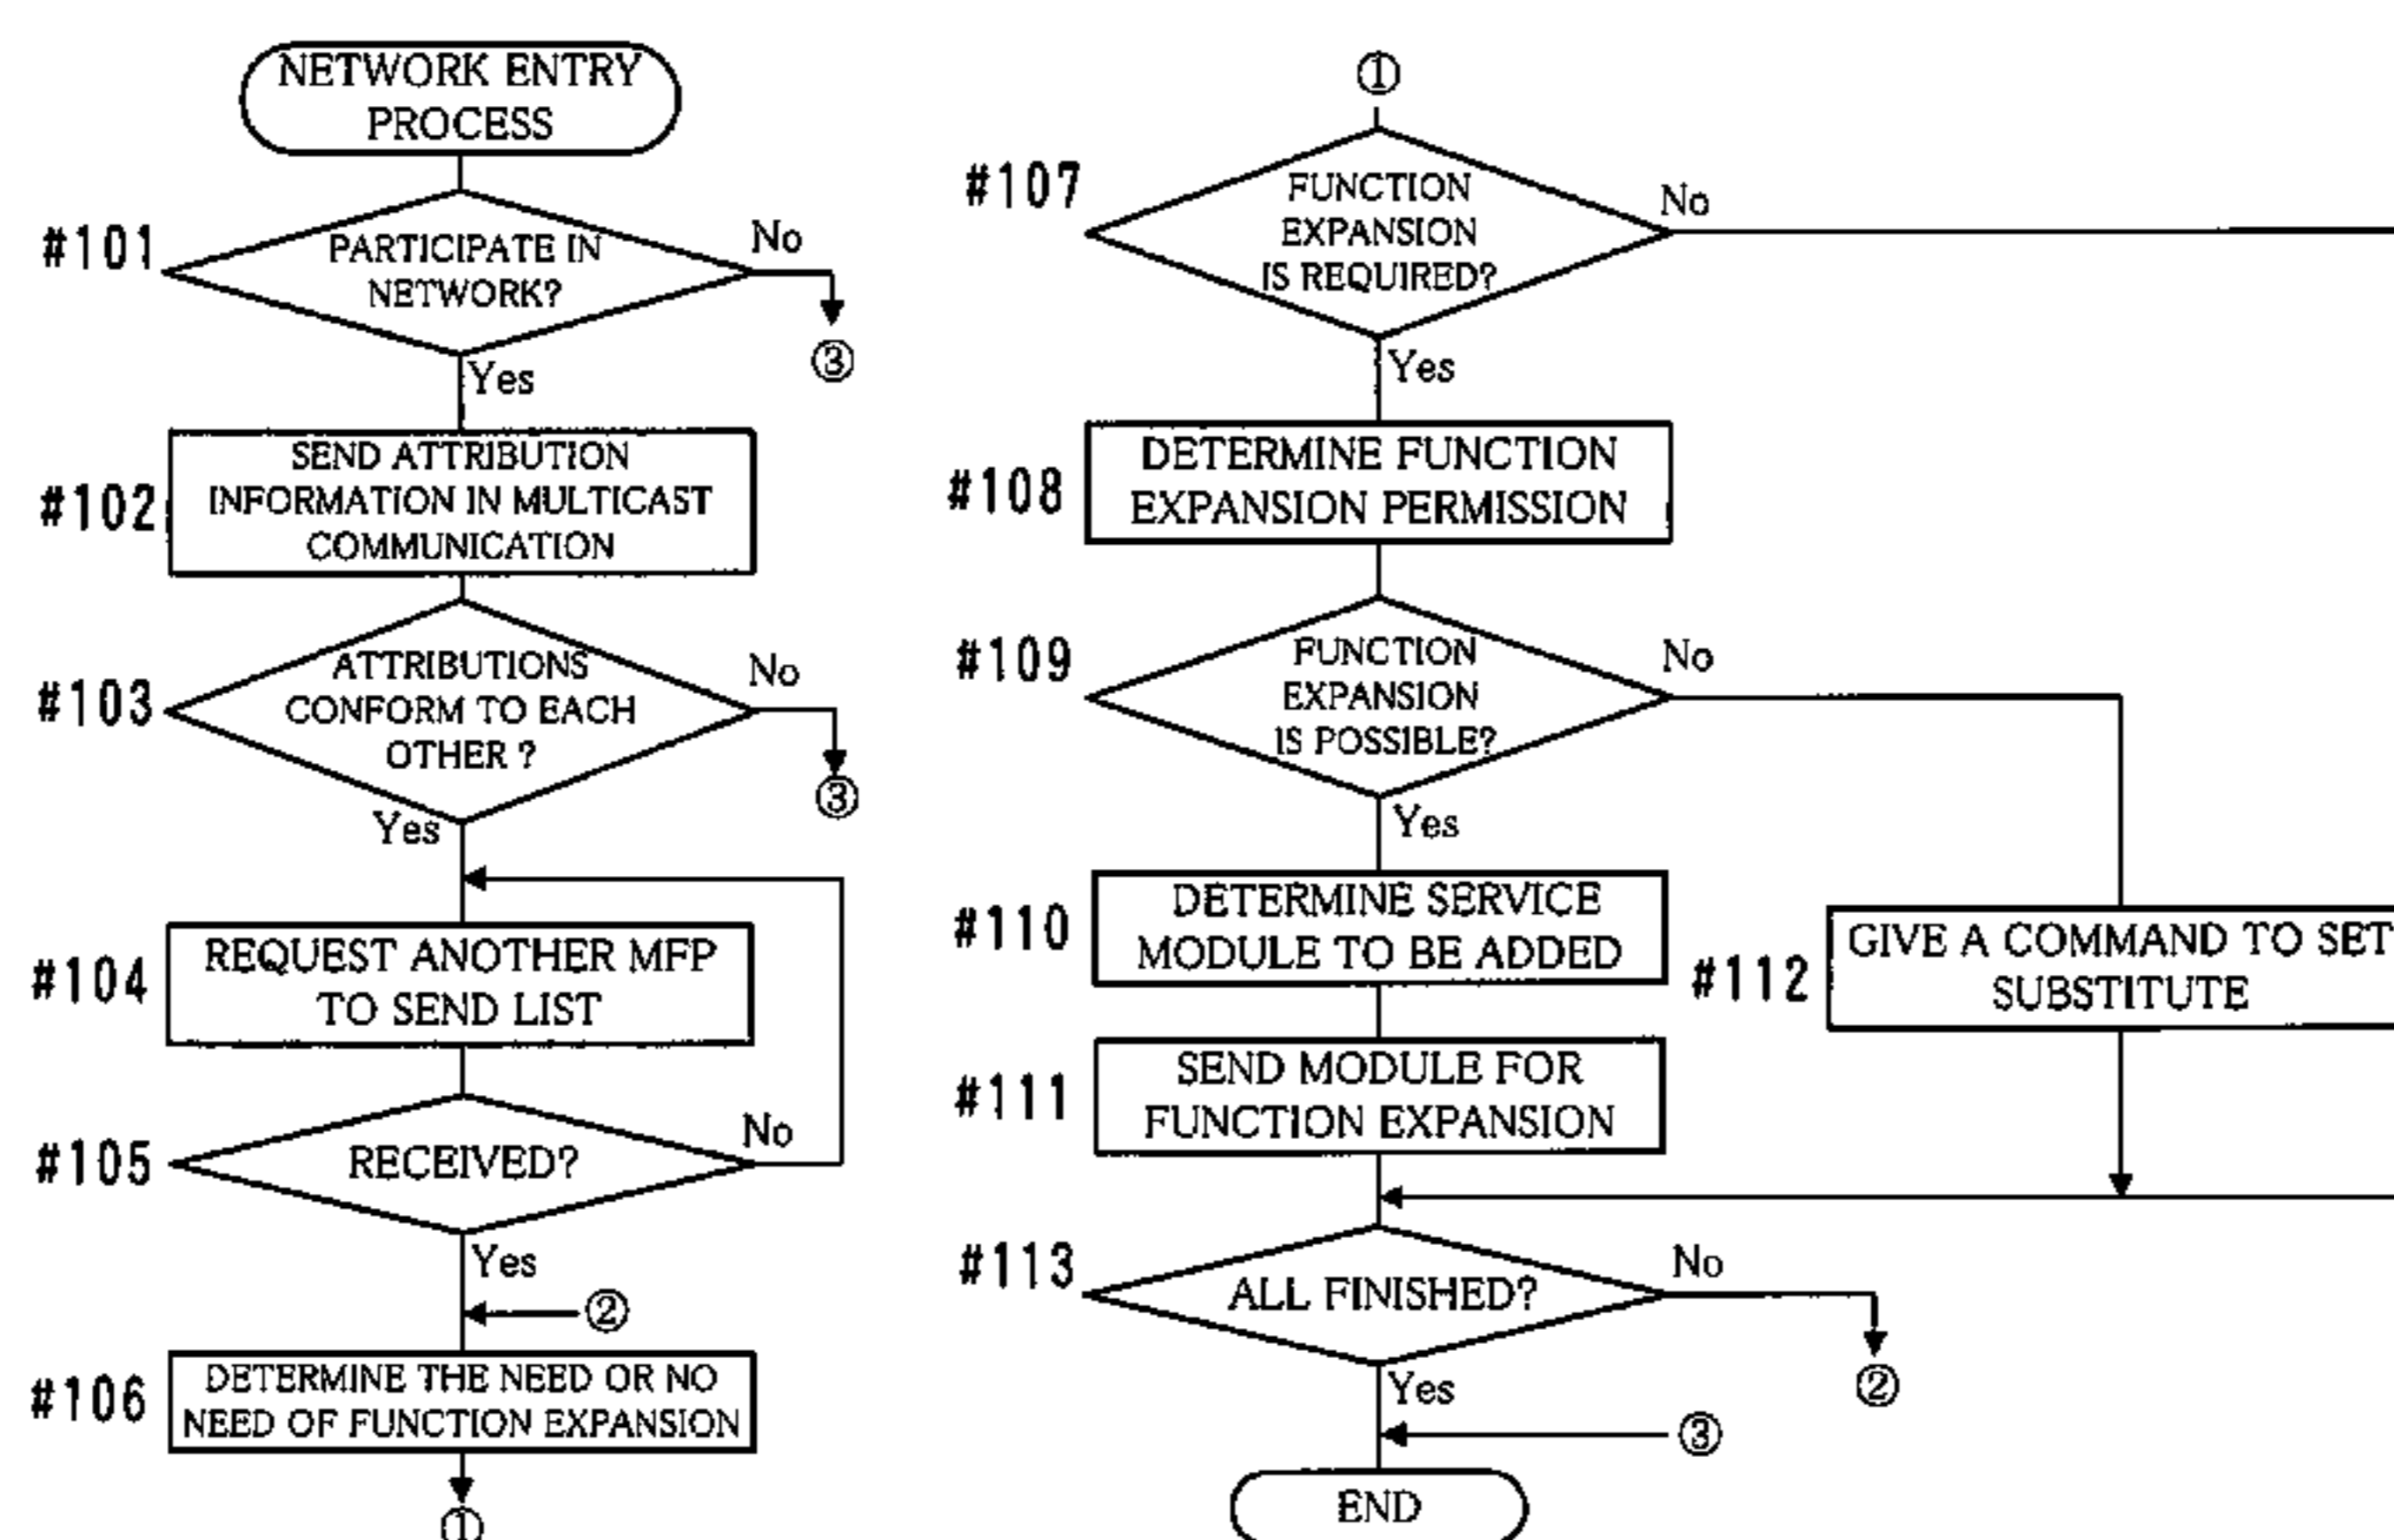 NETWORK ENTRY
PROCESS
#101
PARTICIPATE IN
NETWORK?
No
③
Yes
#102
SEND ATTRIBUTION
INFORMATION IN MULTICAST
COMMUNICATION
#103
ATTRIBUTIONS
CONFORM TO EACH
OTHER ?
No
③
Yes
#104
REQUEST ANOTHER MFP
TO SEND LIST
#105
RECEIVED?
No
Yes
②
#106
DETERMINE THE NEED OR NO
NEED OF FUNCTION EXPANSION
①
①
#107
FUNCTION
EXPANSION
IS REQUIRED?
No
Yes
#108
DETERMINE FUNCTION
EXPANSION PERMISSION
#109
FUNCTION
EXPANSION
IS POSSIBLE?
No
Yes
#110
DETERMINE SERVICE
MODULE TO BE ADDED
#112
GIVE A COMMAND TO SET
SUBSTITUTE
#111
SEND MODULE FOR
FUNCTION EXPANSION
#113
ALL FINISHED?
No
②
Yes
③
END